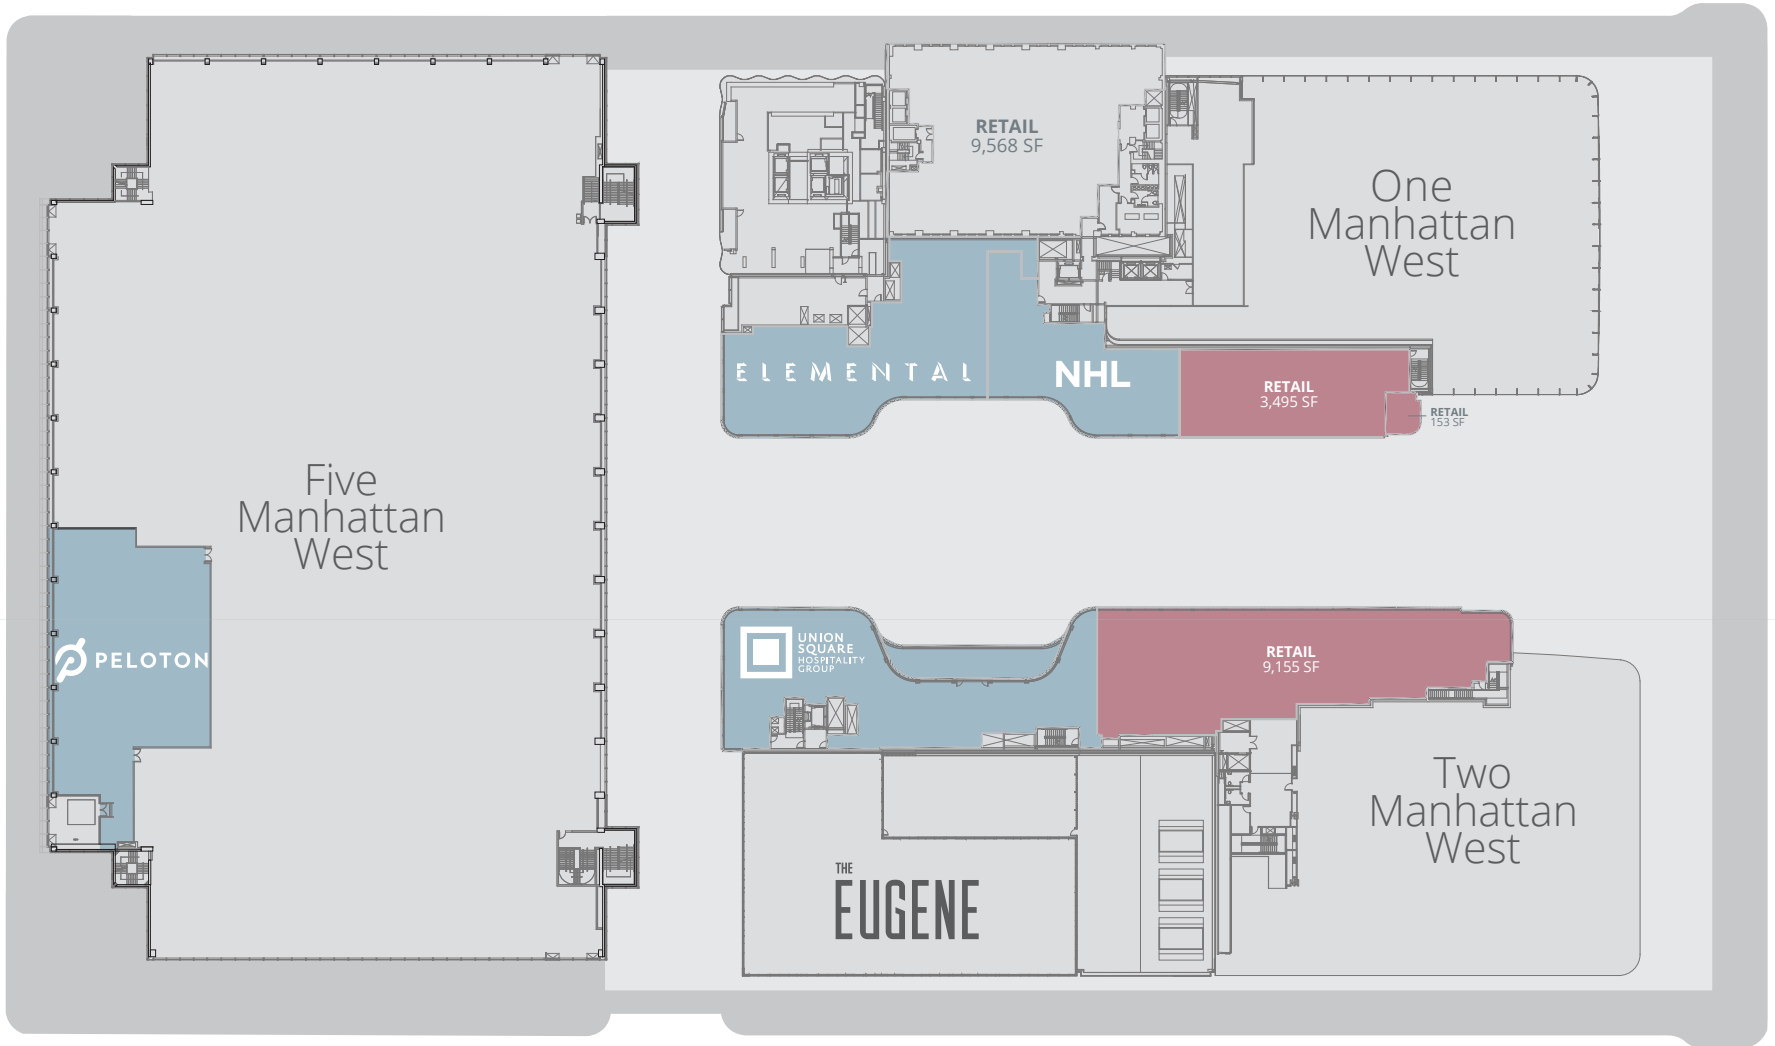 RETAIL
9,568 SF
One
Manhattan
West
ELEMENTAL
NHL
RETAIL
3,495 SF
RETAIL
153 SF
Five
Manhattan
West
PELOTON
UNION
SQUARE
HOSPITALITY
GROUP
RETAIL
9,155 SF
Two
Manhattan
West
THE
EUGENE